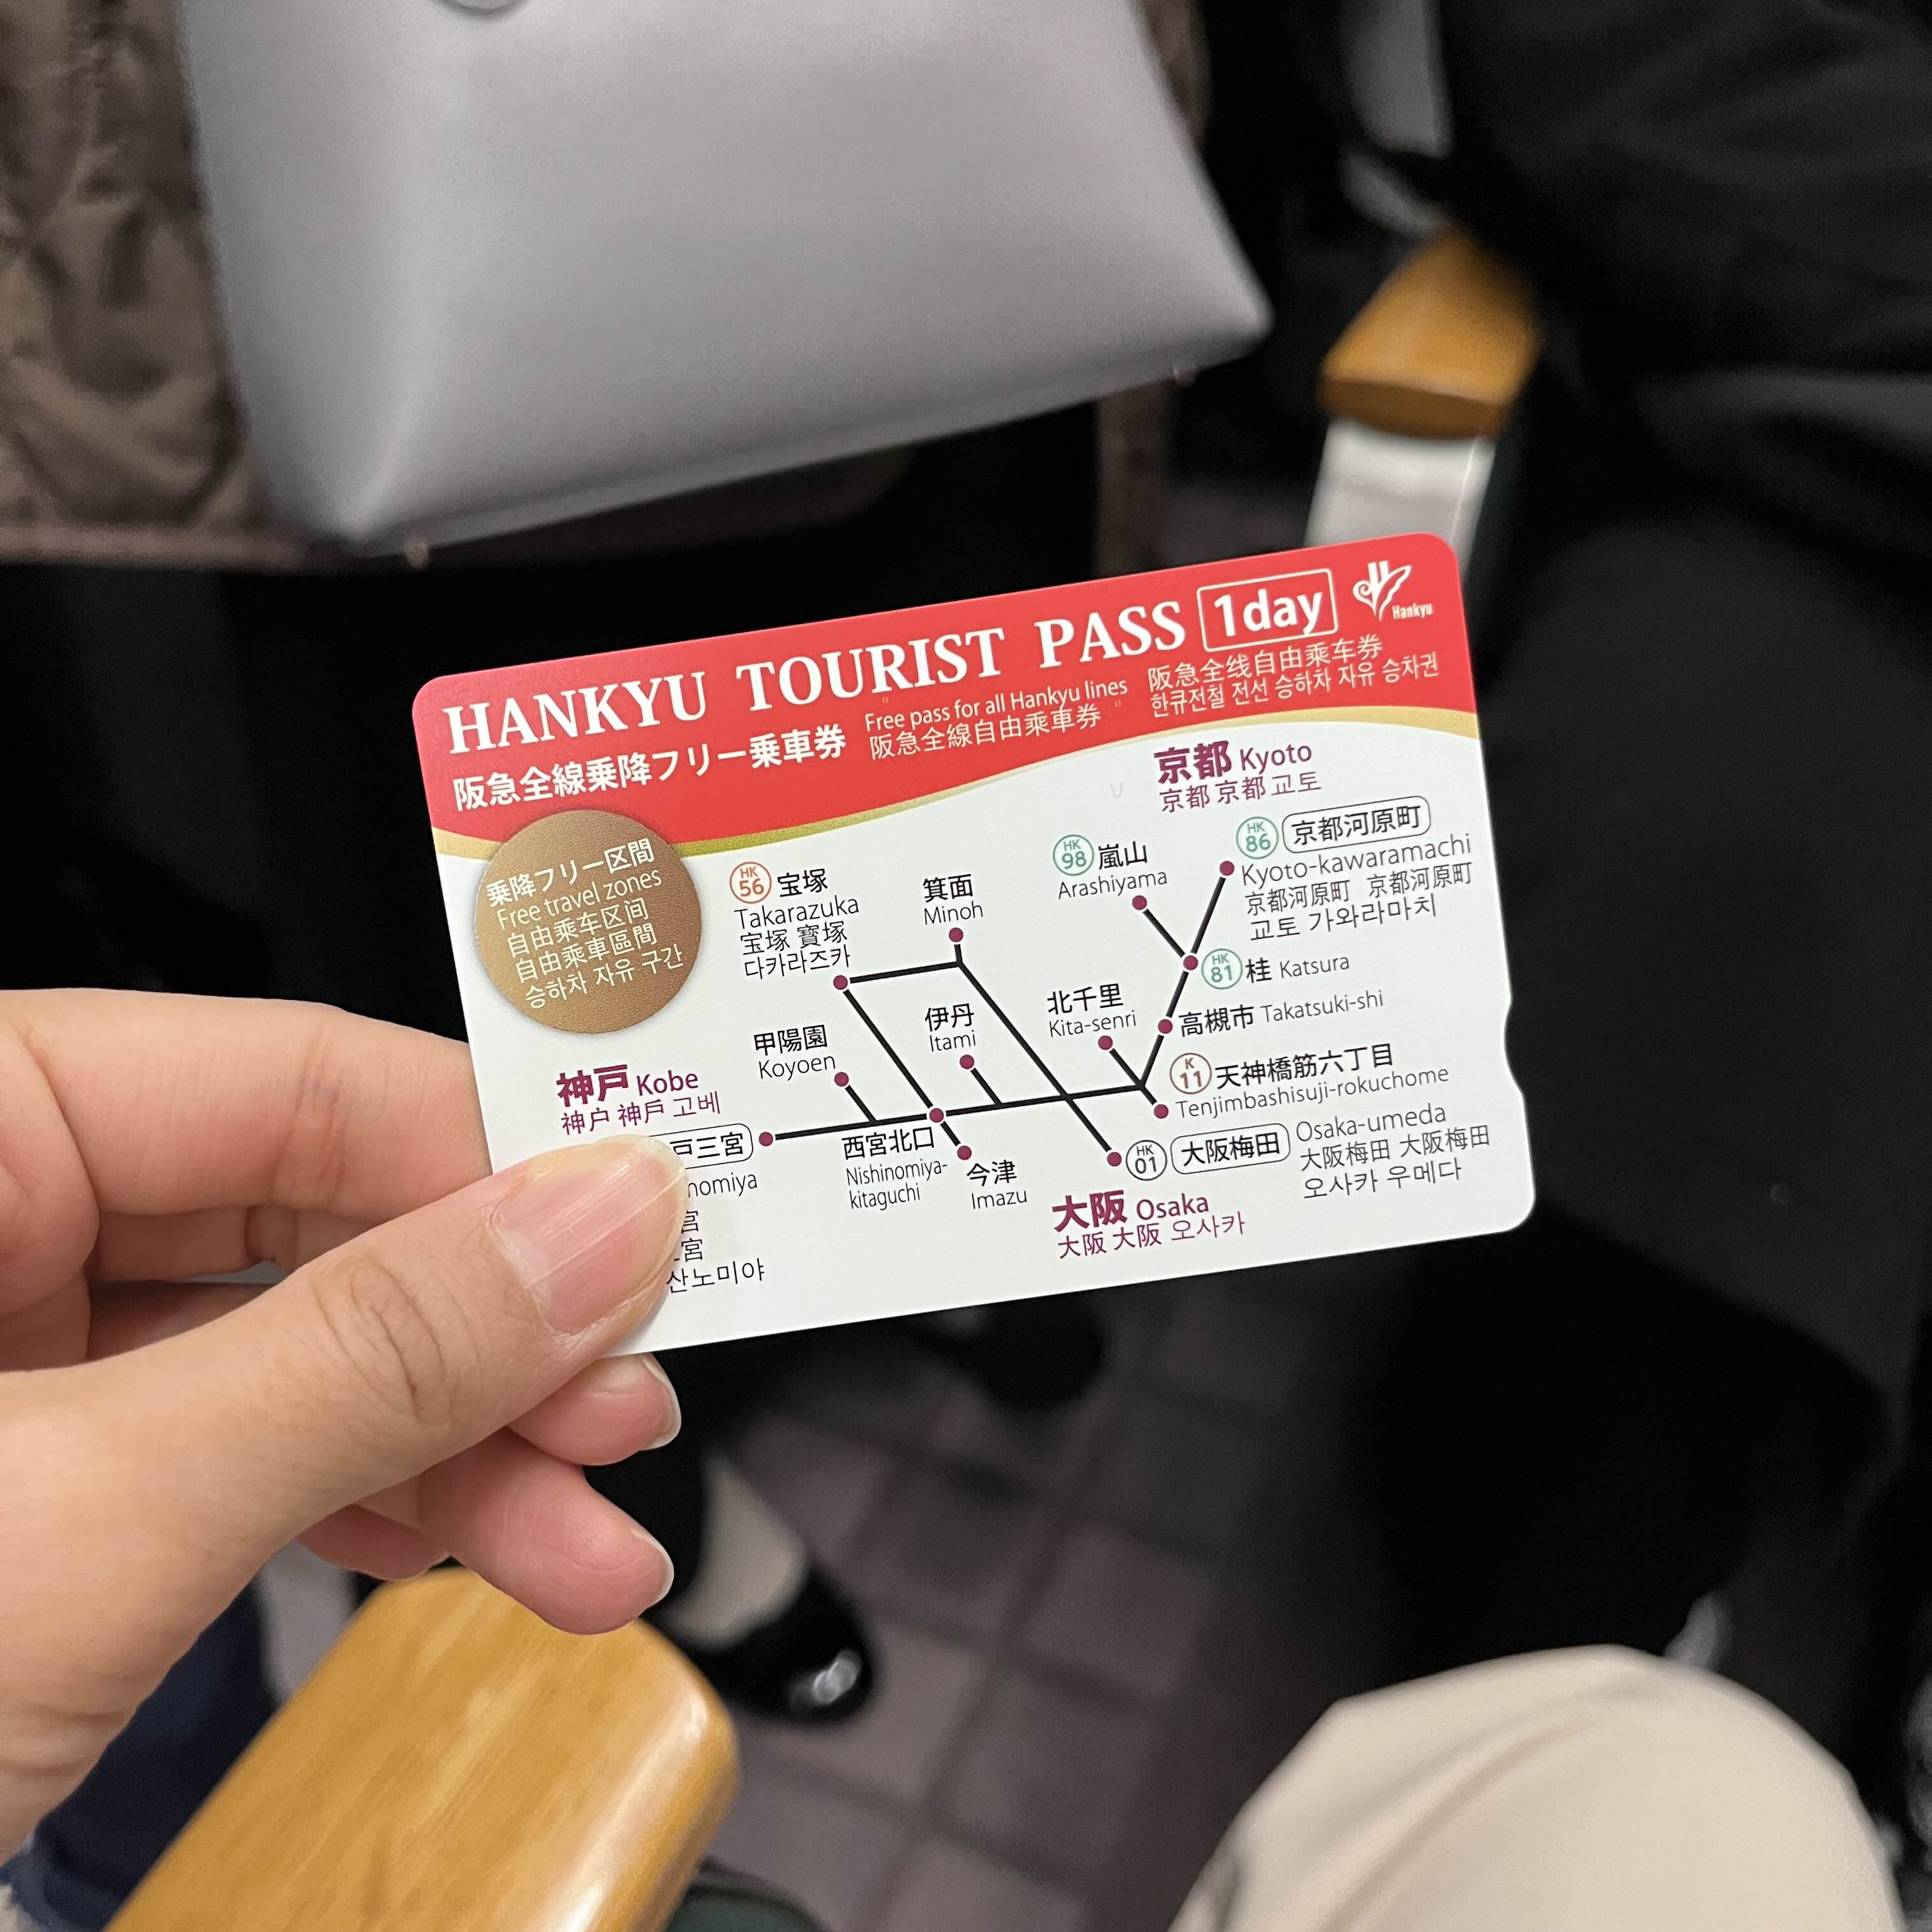 HANKYU TOURIST PASS 1day
Hankyu
阪急全線乗降フリー乗車券
Free pass for all Hankyu lines
阪急全線自由乘車券
阪急全线自由乘车券
한큐전철 전선 승하차 자유 승차권
乗降フリー区間
Free travel zones
自由乘车区间
自由乘車區間
승하차 자유 구간
京都 Kyoto
京都 京都 교토
HK 86 京都河原町
Kyoto-kawaramachi
京都河原町 京都河原町
교토 가와라마치
HK 98 嵐山
Arashiyama
HK 56 宝塚
Takarazuka
宝塚 寶塚
다카라즈카
箕面
Minoh
HK 81 桂 Katsura
高槻市 Takatsuki-shi
北千里
Kita-senri
伊丹
Itami
甲陽園
Koyoen
K 11 天神橋筋六丁目
Tenjimbashisuji-rokuchome
神戸 Kobe
神户 神戶 고베
戸三宮
nomiya
宮
宮
산노미야
西宮北口
Nishinomiya-
kitaguchi
今津
Imazu
HK 01 大阪梅田
Osaka-umeda
大阪梅田 大阪梅田
오사카 우메다
大阪 Osaka
大阪 大阪 오사카